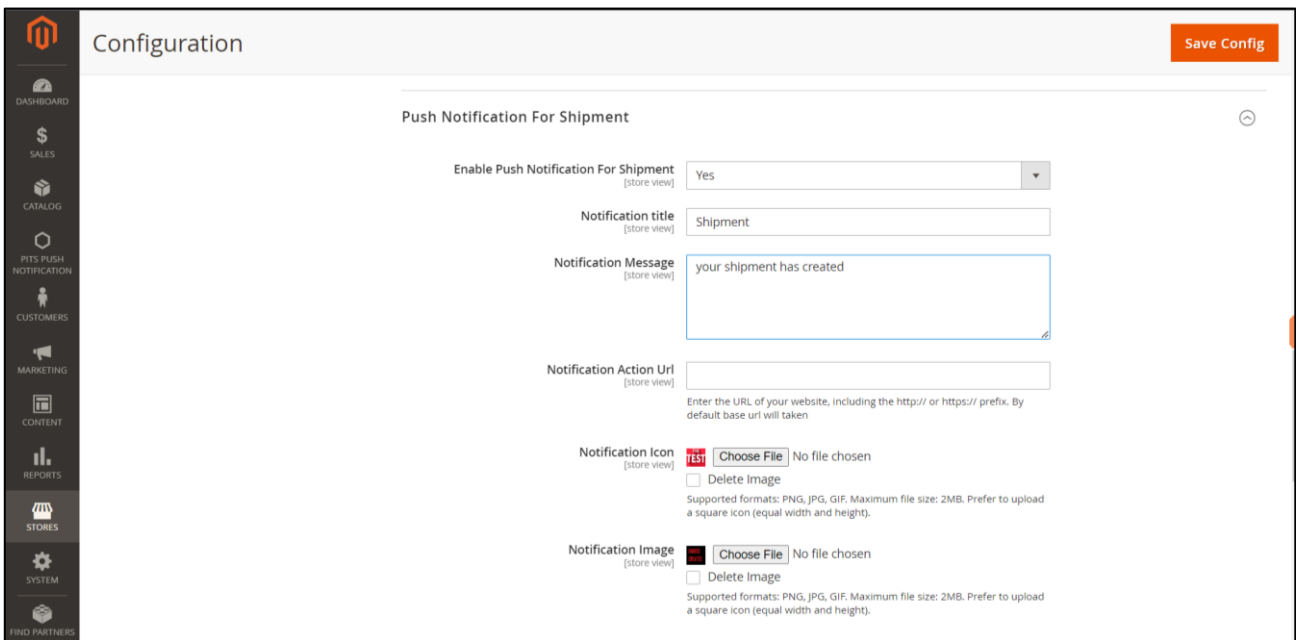 Configuration
Save Config
DASHBOARD
SALES
CATALOG
PITS PUSH
NOTIFICATION
CUSTOMERS
MARKETING
CONTENT
REPORTS
STORES
SYSTEM
FIND PARTNERS
Push Notification For Shipment
Enable Push Notification For Shipment
[store view]
Yes
Notification title
[store view]
Shipment
Notification Message
[store view]
your shipment has created
Notification Action Url
[store view]
Enter the URL of your website, including the http:// or https:// prefix. By
default base url will taken
Notification Icon
[store view]
TEST
Choose File No file chosen
Delete Image
Supported formats: PNG, JPG, GIF. Maximum file size: 2MB. Prefer to upload
a square icon (equal width and height).
Notification Image
[store view]
Choose File No file chosen
Delete Image
Supported formats: PNG, JPG, GIF. Maximum file size: 2MB. Prefer to upload
a square icon (equal width and height).